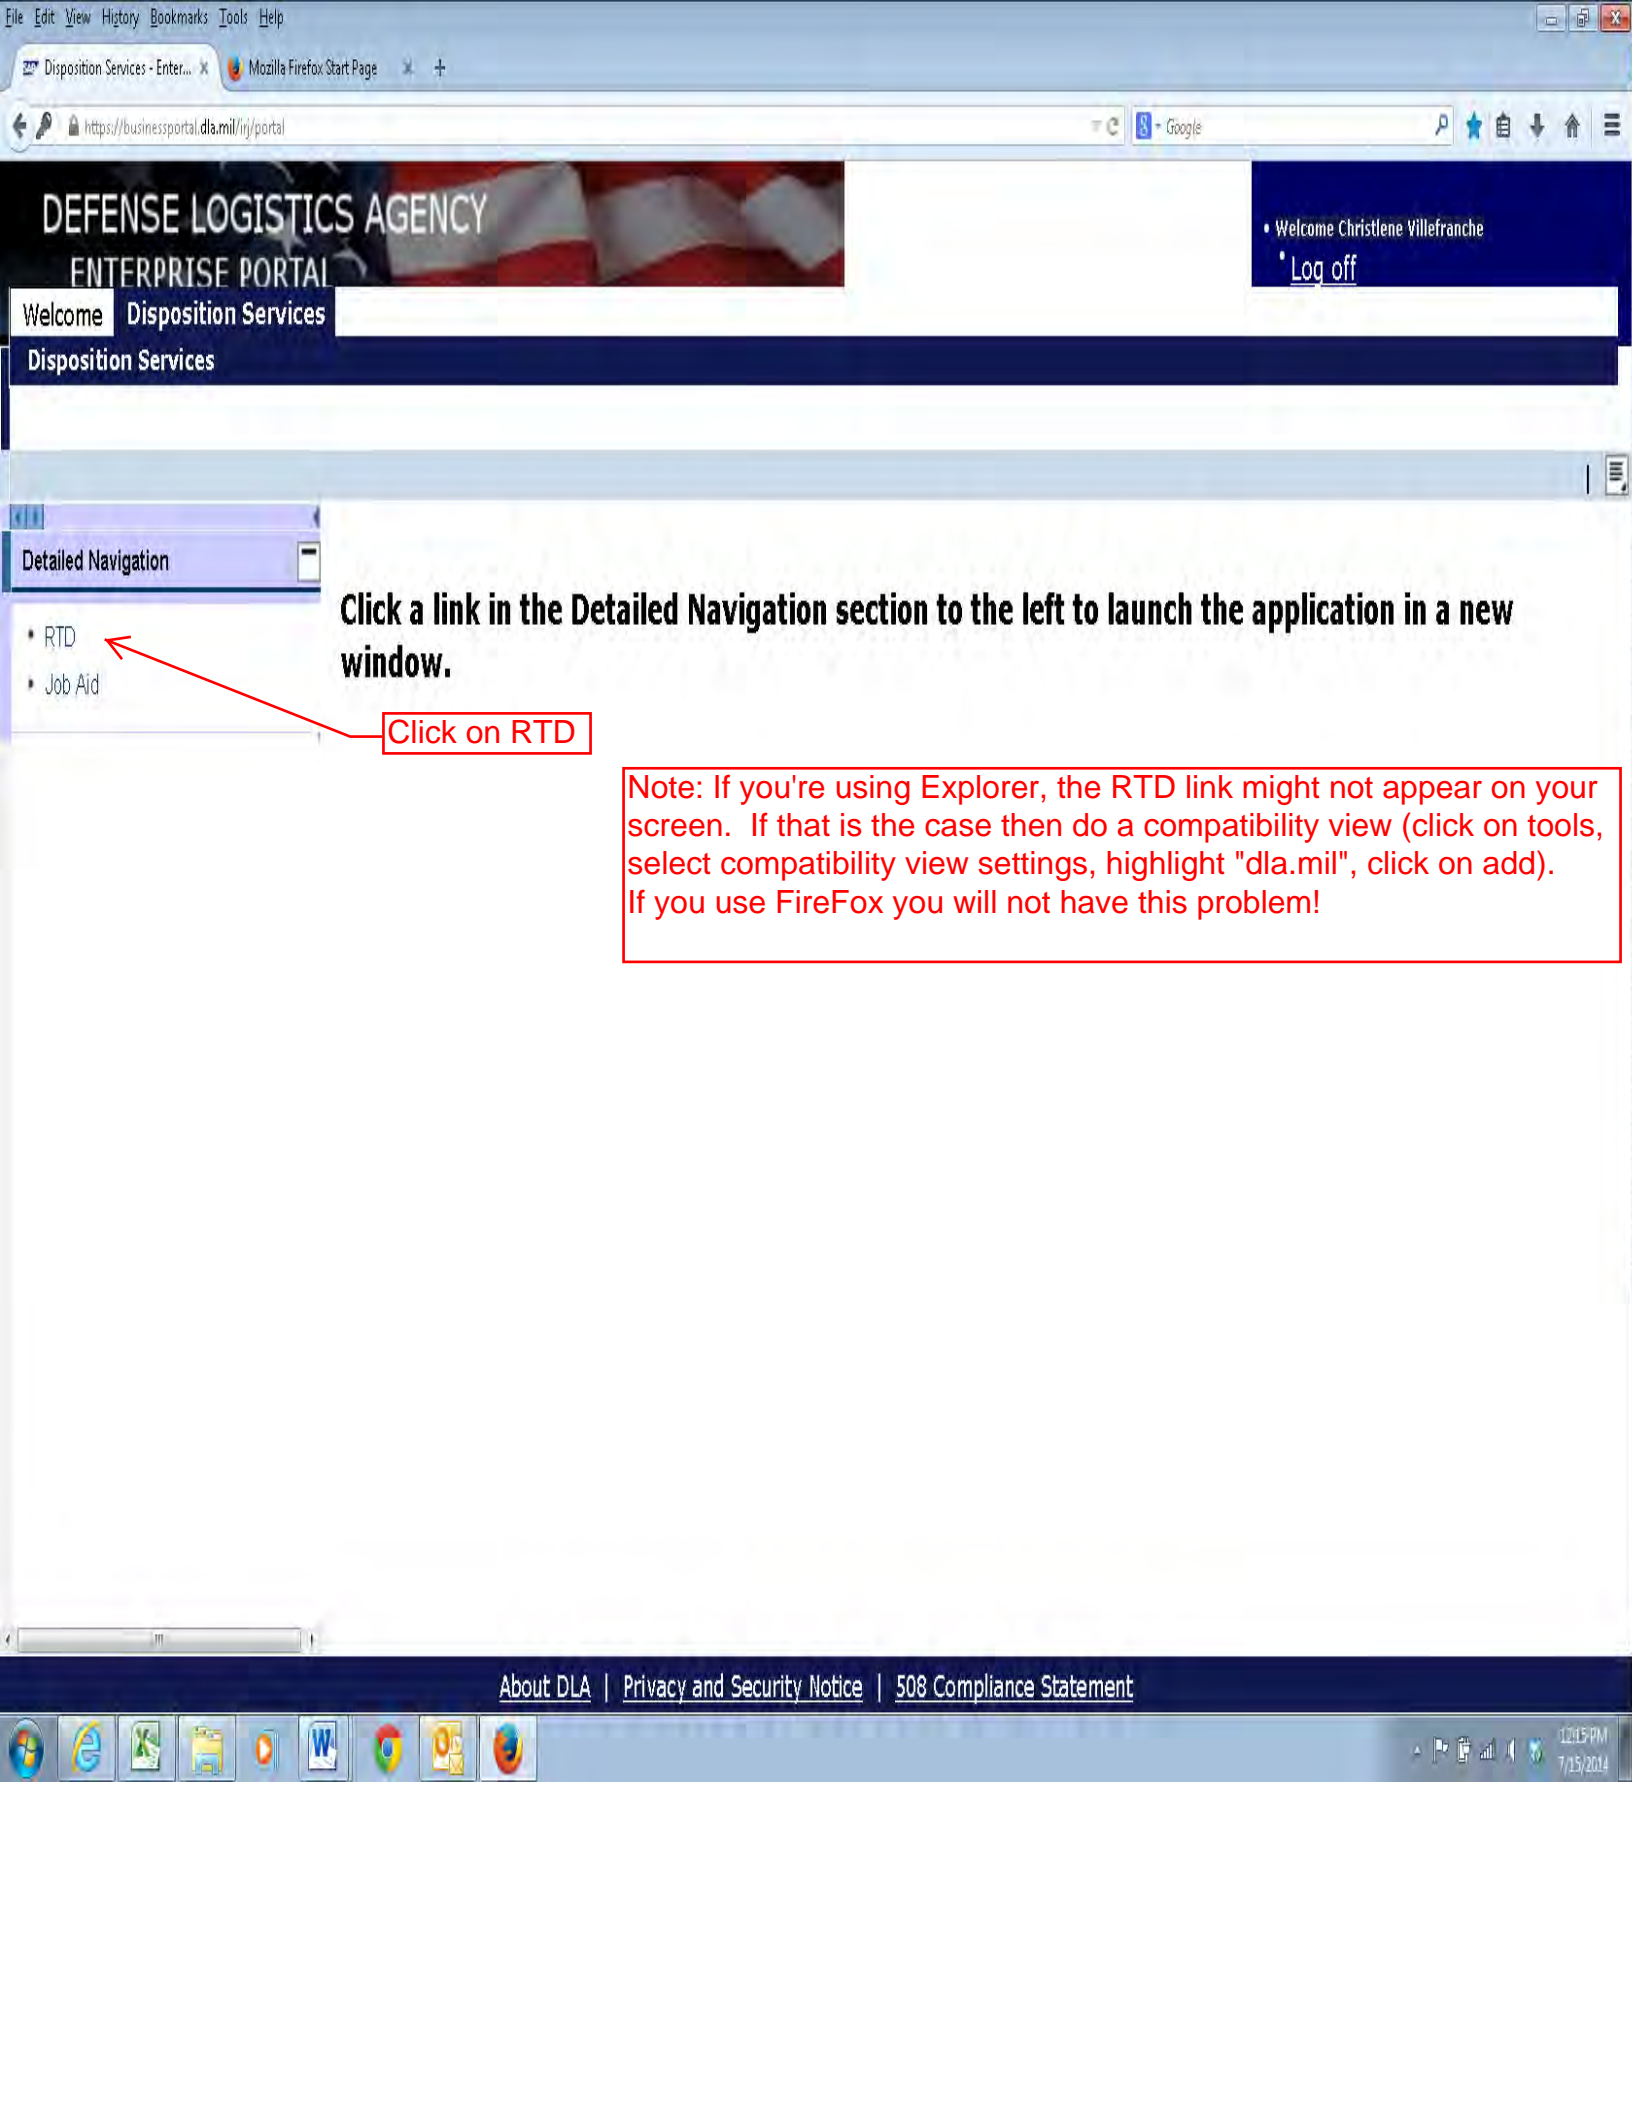 File Edit View History Bookmarks Tools Help
Disposition Services - Enter... x Mozilla Firefox Start Page x +
https://businessportal.dla.mil/irj/portal
Google
DEFENSE LOGISTICS AGENCY
ENTERPRISE PORTAL
• Welcome Christlene Villefranche
• Log off
Welcome Disposition Services
Disposition Services
Detailed Navigation
• RTD
• Job Aid
Click a link in the Detailed Navigation section to the left to launch the application in a new
window.
Click on RTD
Note: If you're using Explorer, the RTD link might not appear on your
screen. If that is the case then do a compatibility view (click on tools,
select compatibility view settings, highlight "dla.mil", click on add).
If you use FireFox you will not have this problem!
About DLA | Privacy and Security Notice | 508 Compliance Statement
12:15 PM
7/15/2014